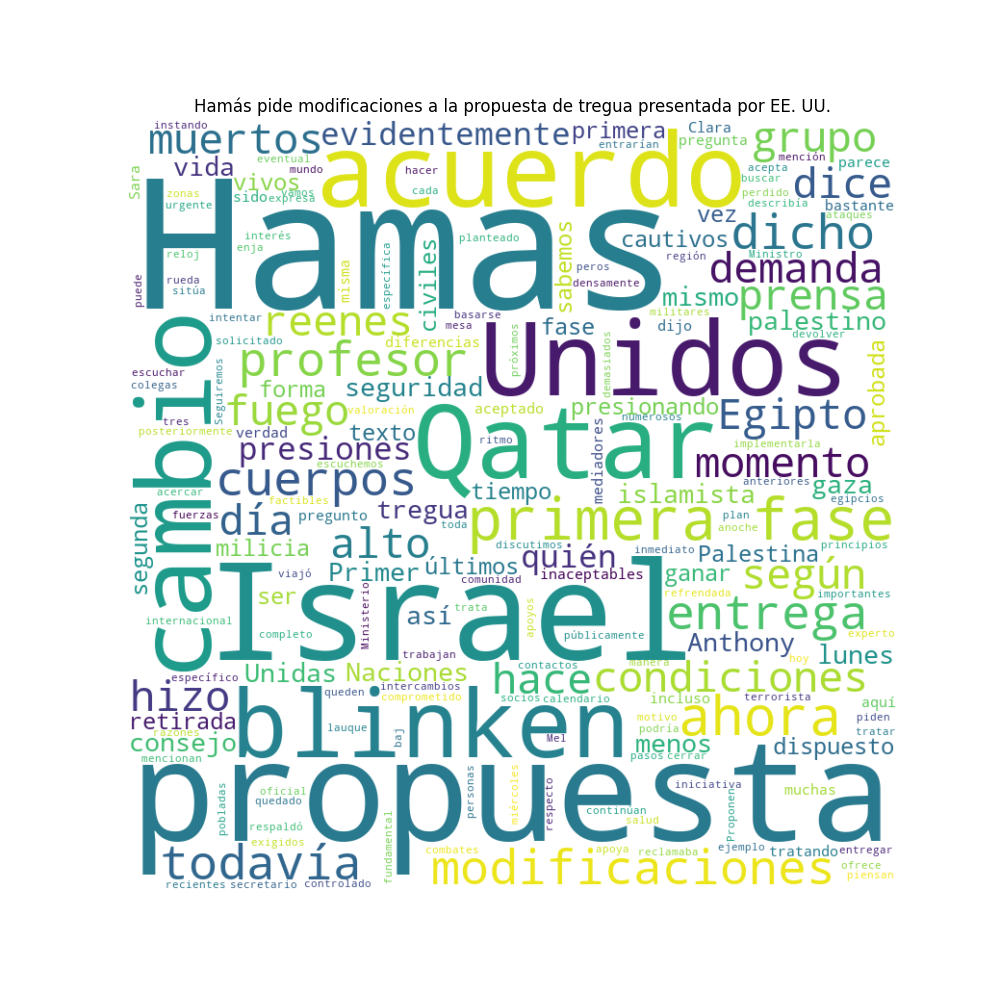 Hamás pide modificaciones a la propuesta de tregua presentada por EE. UU.
instando
muertos
evidentemente
primera
Clara
grupo
entrarían
pregunta
mención
parece
vida
eventual
mundo
hacer
acuerdo
acepta
buscar
dice
Sara
zonas
vivos
vamos
cada
perdido
describía
bastante
urgente
sido
expresa
vez
ataques
Hamas
interés
enja
planteado
sabemos
cautivos
dicho
reloj
específica
civiles
región
Ministro
puede
rueda
sitúa
misma
peros
densamente
demanda
basarse
mesa
mismo
prensa
intentar
reenes
fase
dijo
militares
palestino
devolver
solicitado
diferencias
próximos
demasiados
Unidos
escuchar
colegas
profesor
aprobada
cambio
Seguiremos
forma
seguridad
tres
fuego
valoración
aceptado
presionando
numerosos
Egipto
posteriormente
verdad
texto
Qatar
ritmo
mediadores
implementarla
presiones
escuchemos
momento
anteriores
acercar
cuerpos
factibles
tiempo
islamista
gaza
egipcios
segunda
fuerzas
día
pregunto
tregua
toda
primera fase
plan
anoche
milicia
alto
discutimos
quién
inmediato
Palestina
principios
viajó
Primer
últimos
comunidad
inaceptables
ganar
según
ser
Israel
refrendada
importantes
internacional
Ministerio
así
trata
apoyos
entrega
completo
trabajan
públicamente
Anthony
experto
específico
Unidas
Naciones
contactos
manera
hoy
lunes
hizo
queden
intercambios
comprometido
hace
socios
calendario
condiciones
incluso
terrorista
aquí
retirada
razones
lauque
baj
blinken
Mel
motivo
podría
ahora
piden
tratar
consejo
mencionan
menos
pasos
cerrar
dispuesto
propuesta
pobladas
oficial
quedado
personas
miércoles
respecto
iniciativa
muchas
respaldó
fundamental
continúan
salud
Proponen
exigidos
todavía
combates
apoya
reclamaba
ejemplo
tratando
entregar
modificaciones
ofrece
piensan
recientes
secretario
controlado